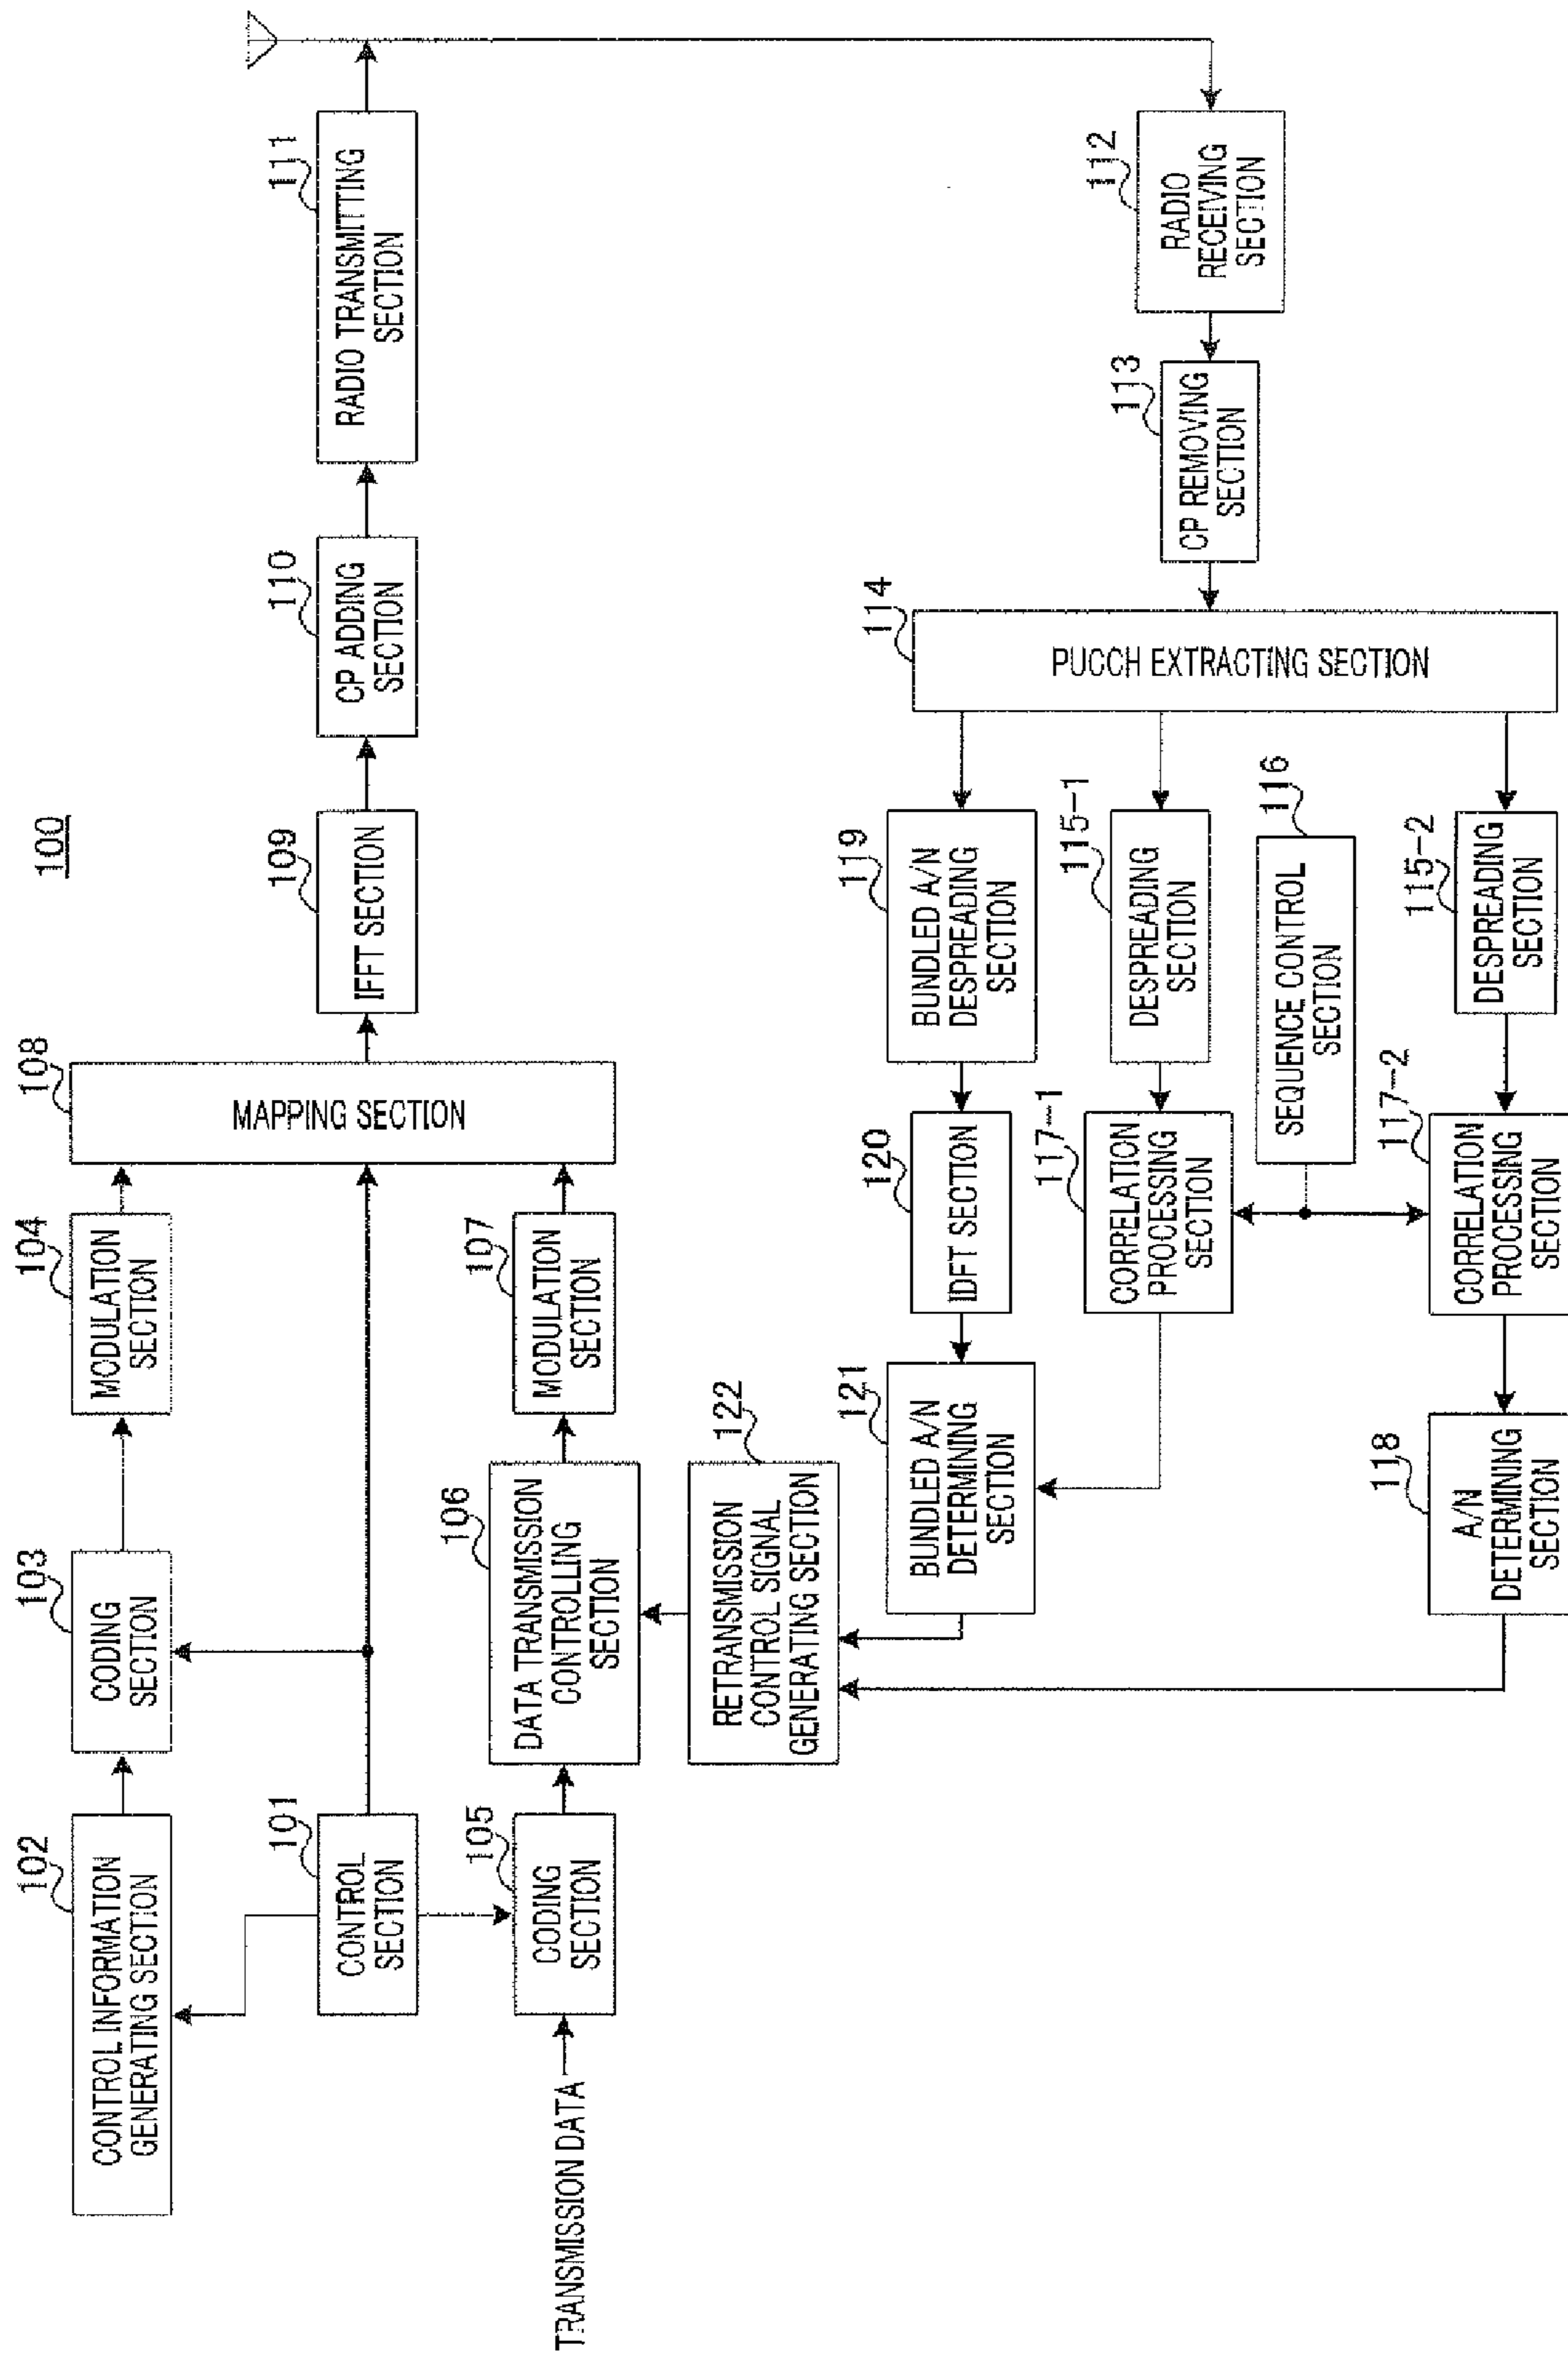 100
102
CONTROL INFORMATION
GENERATING SECTION
103
CODING
SECTION
104
MODULATION
SECTION
108
MAPPING SECTION
109
IFFT SECTION
110
CP ADDING
SECTION
111
RADIO TRANSMITTING
SECTION
101
CONTROL
SECTION
TRANSMISSION DATA
105
CODING
SECTION
106
DATA TRANSMISSION
CONTROLLING
SECTION
107
MODULATION
SECTION
122
RETRANSMISSION
CONTROL SIGNAL
GENERATING SECTION
121
BUNDLED A/N
DETERMINING
SECTION
120
IDFT SECTION
119
BUNDLED A/N
DESPREADING
SECTION
114
PUCCH EXTRACTING SECTION
113
CP REMOVING
SECTION
112
RADIO
RECEIVING
SECTION
117-1
CORRELATION
PROCESSING
SECTION
115-1
DESPREADING
SECTION
116
SEQUENCE CONTROL
SECTION
118
A/N
DETERMINING
SECTION
117-2
CORRELATION
PROCESSING
SECTION
115-2
DESPREADING
SECTION